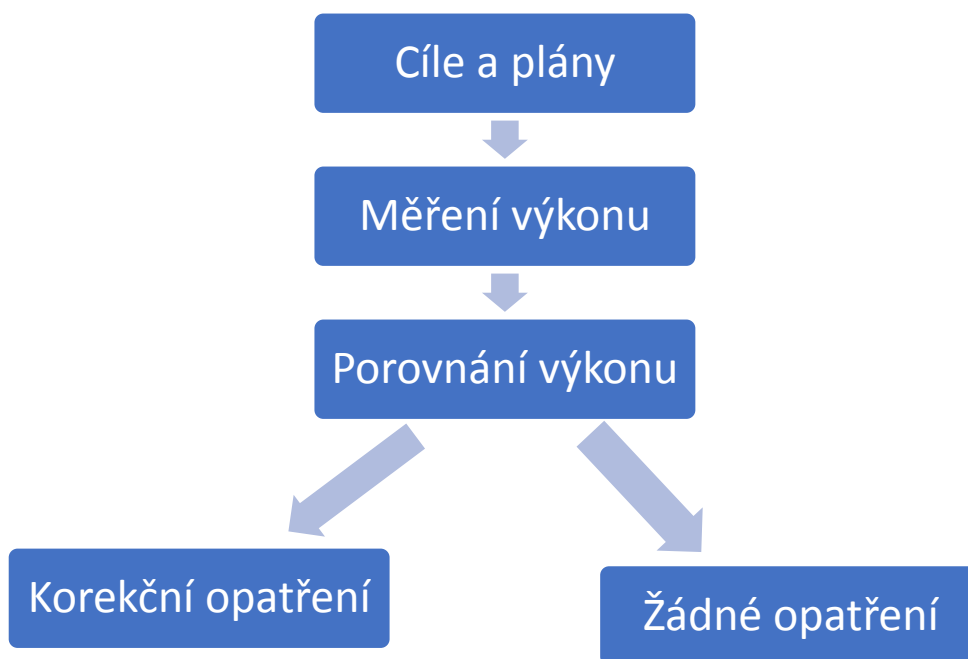 Cíle a plány
Měření výkonu
Porovnání výkonu
Korekční opatření
Žádné opatření